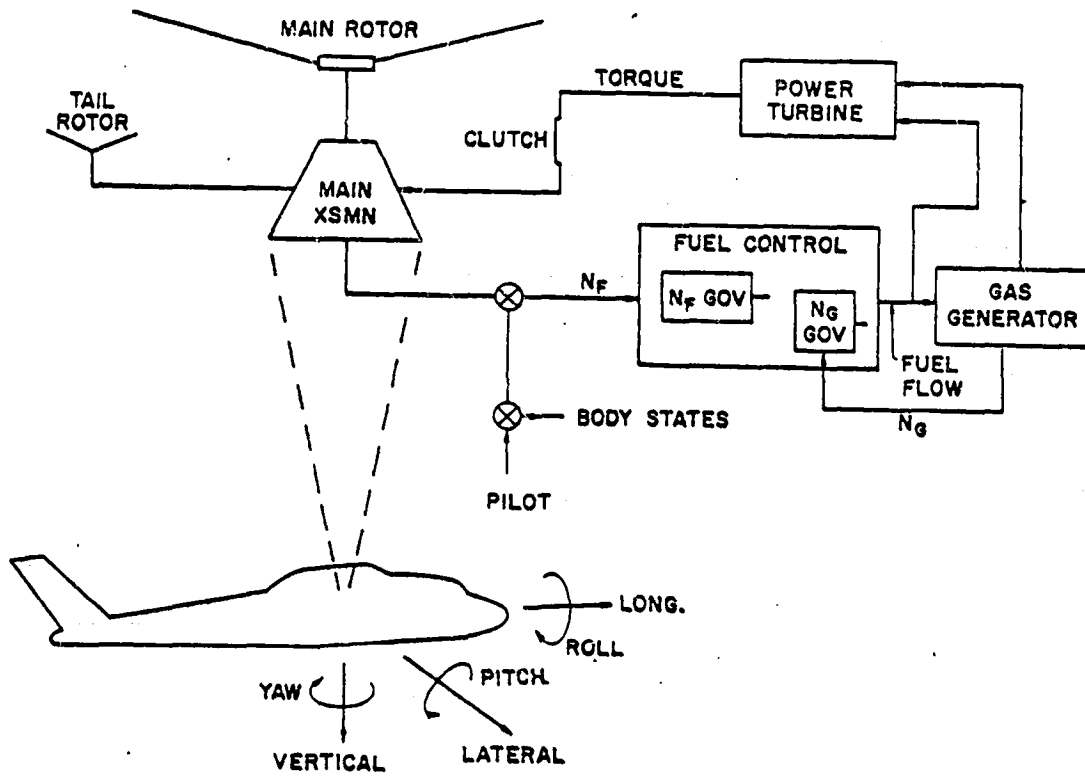 MAIN ROTOR
TAIL
ROTOR
TORQUE
POWER
TURBINE
CLUTCH
MAIN
XSMN
FUEL CONTROL
NF
NF GOV
NG
GOV
GAS
GENERATOR
FUEL
FLOW
NG
BODY STATES
PILOT
LONG.
ROLL
PITCH
YAW
VERTICAL
LATERAL